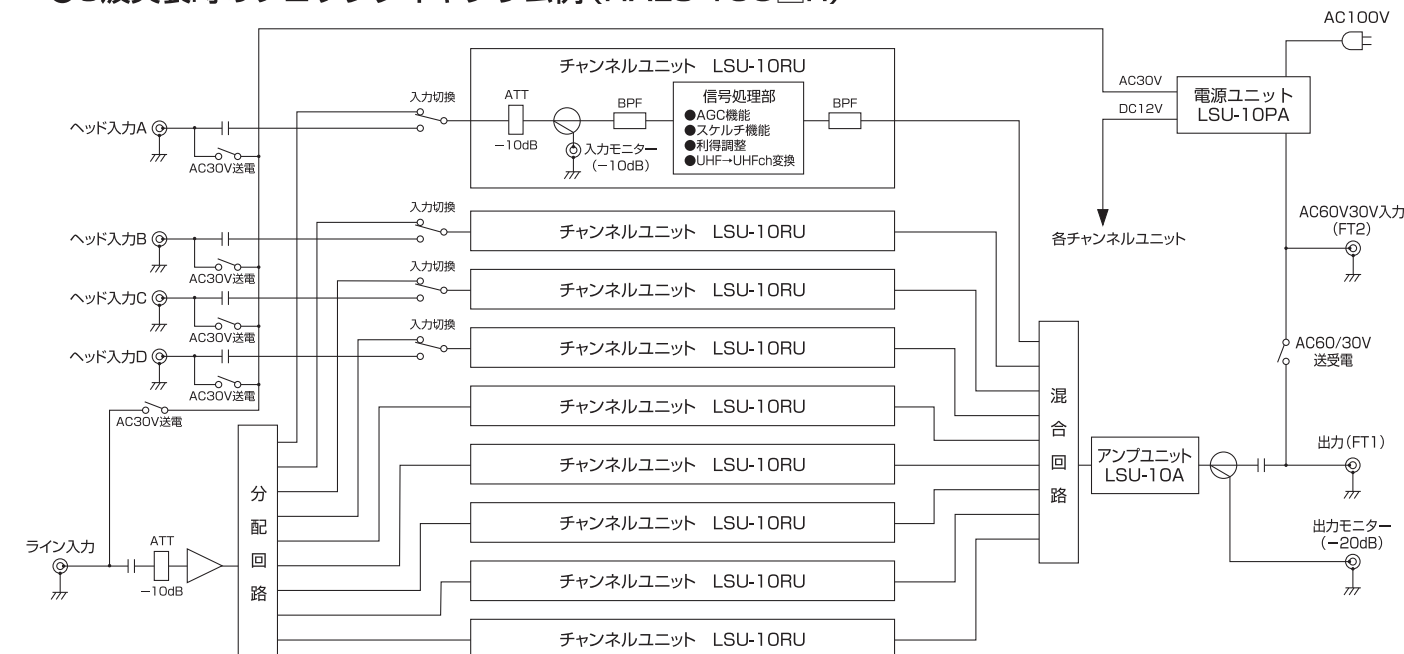 AC100V
チャンネルユニット LSU-10RU
ATT
-10dB
BPF
入力モニター
(-10dB)
信号処理部
●AGC機能
●スケルチ機能
●利得調整
●UHF→UHFch変換
BPF
AC30V
DC12V
電源ユニット
LSU-10PA
各チャンネルユニット
ヘッド入力A
AC30V送電
入力切換
ヘッド入力B
AC30V送電
入力切換
チャンネルユニット LSU-10RU
AC60V30V入力
(FT2)
ヘッド入力C
AC30V送電
入力切換
チャンネルユニット LSU-10RU
ヘッド入力D
AC30V送電
入力切換
チャンネルユニット LSU-10RU
AC60/30V
送受電
AC30V送電
チャンネルユニット LSU-10RU
チャンネルユニット LSU-10RU
チャンネルユニット LSU-10RU
チャンネルユニット LSU-10RU
チャンネルユニット LSU-10RU
混合回路
アンプユニット
LSU-10A
出力(FT1)
出力モニター
(-20dB)
ライン入力
ATT
-10dB
分配回路